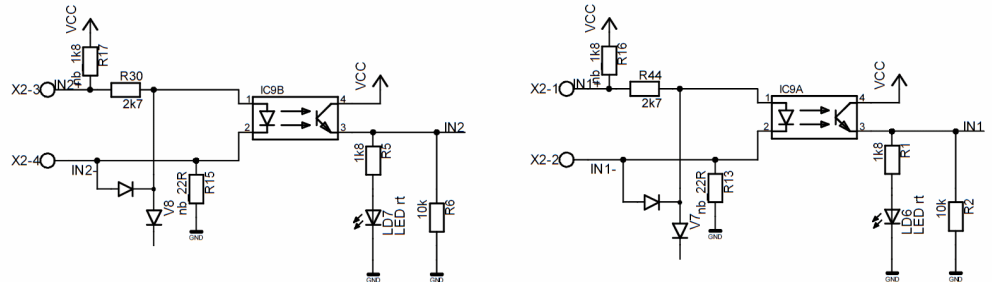 VCC
nb 1k8
R17
X2-3
IN2+
R30
2k7
VCC
IC9B
1
4
2
3
IN2
X2-4
IN2-
1k8
R5
nb 22R
R15
V8
LD7
LED rt
10k
R6
GND
GND
GND
VCC
nb 1k8
R16
X2-1
IN1+
R44
2k7
VCC
IC9A
1
4
2
3
IN1
X2-2
IN1-
1k8
R1
nb 22R
R13
V7
LD6
LED rt
10k
R2
GND
GND
GND